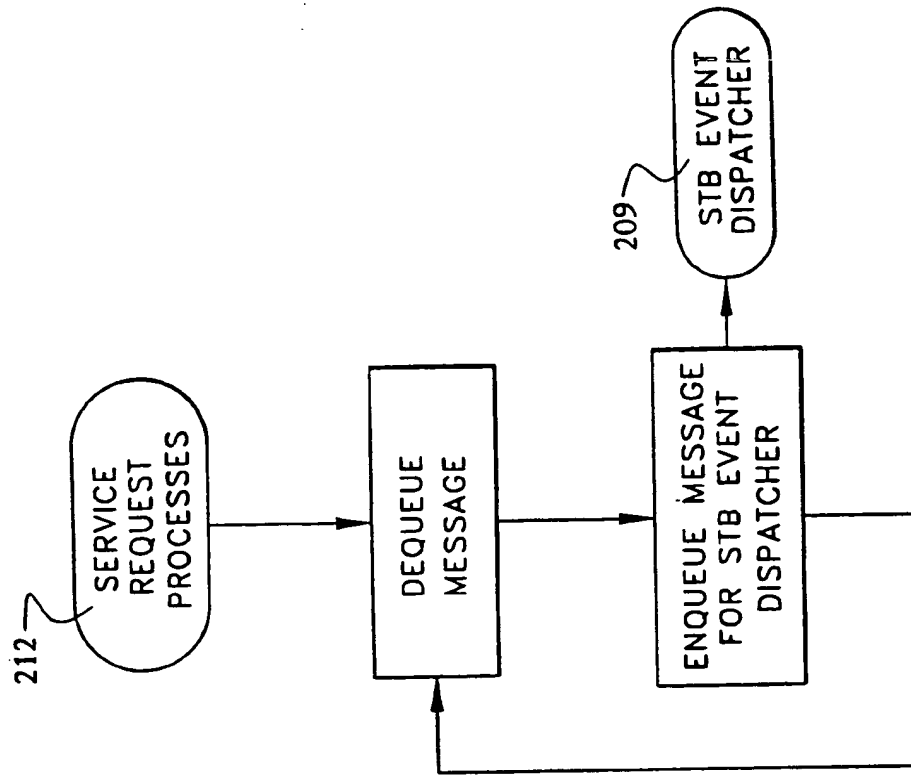 212
SERVICE
REQUEST
PROCESSES
DEQUEUE
MESSAGE
ENQUEUE MESSAGE
FOR STB EVENT
DISPATCHER
209
STB EVENT
DISPATCHER